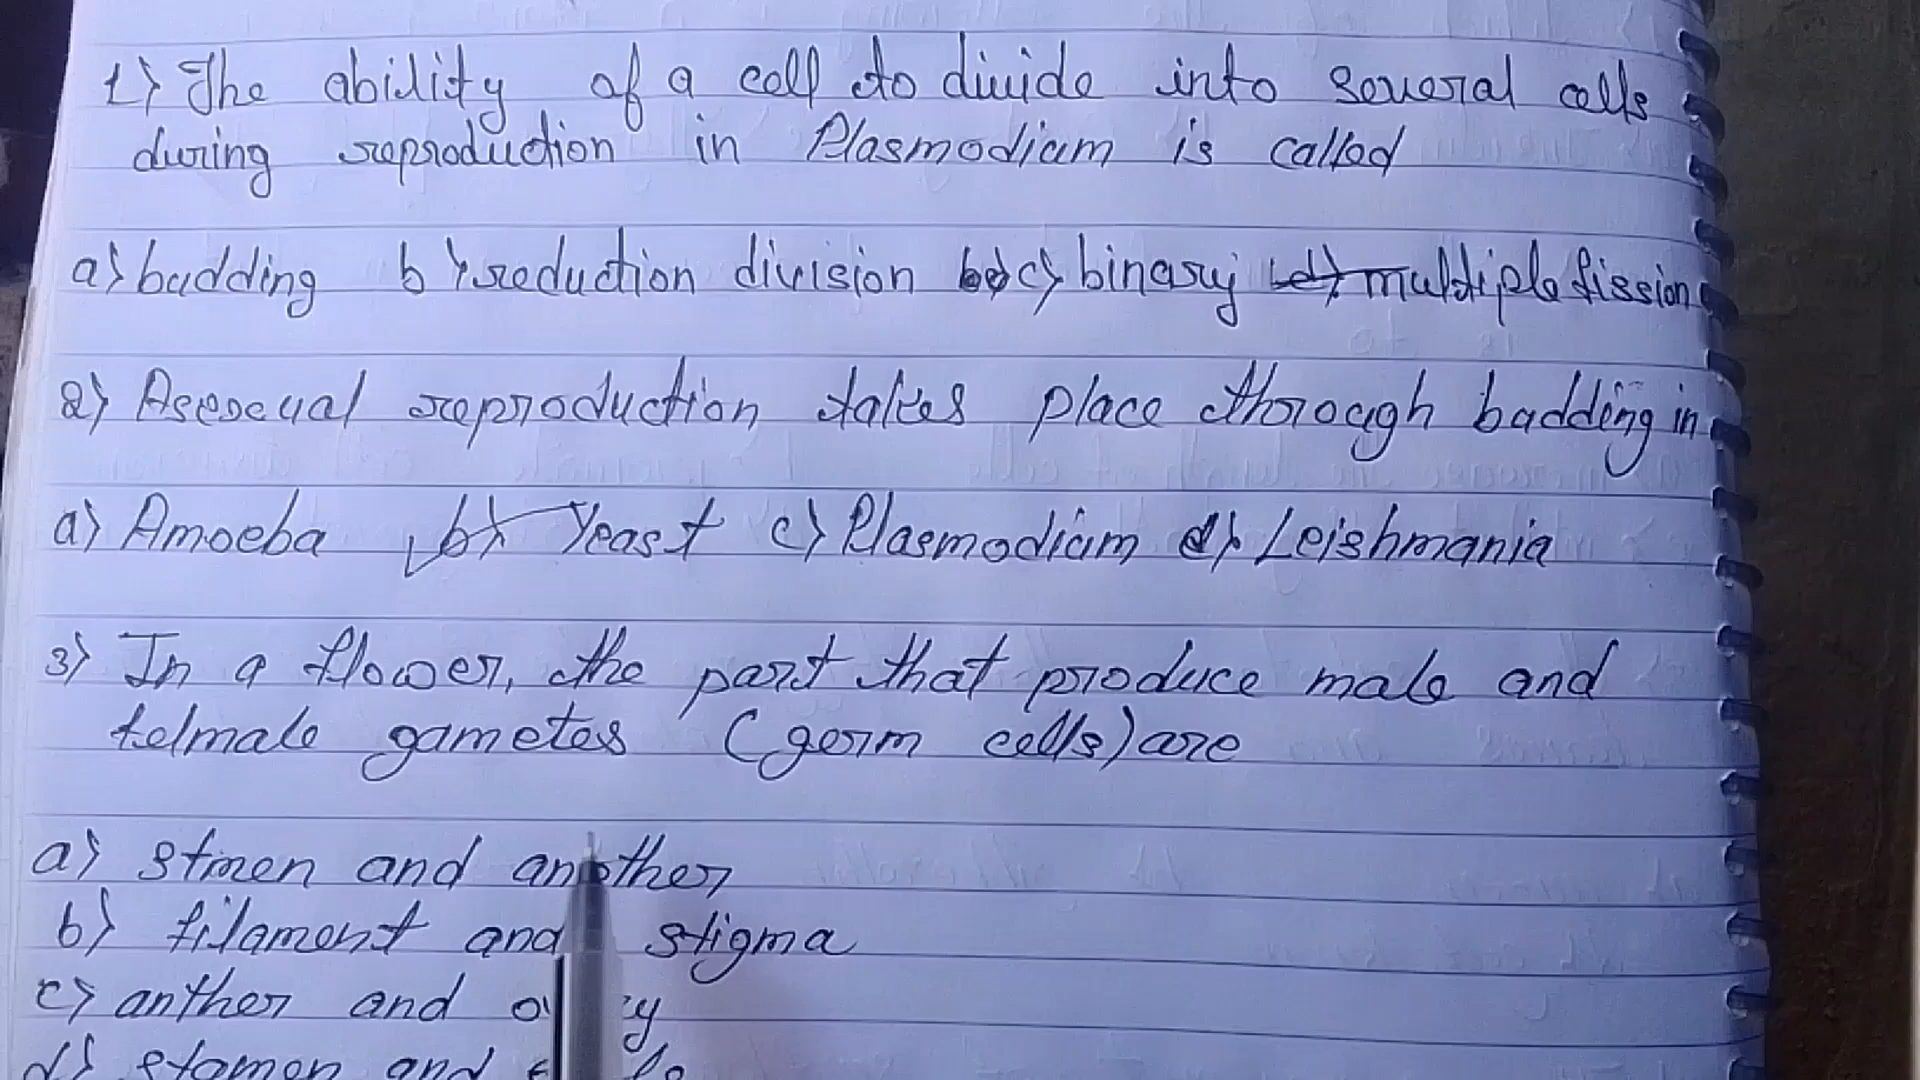 1) The ability of a cell to divide into several cells
during reproduction in Plasmodium is called
a) budding b) reduction division c) binary d) multiple fission
2) Asexual reproduction takes place through budding in
a) Amoeba b) Yeast c) Plasmodium d) Leishmania
3) In a flower, the part that produce male and
felmale gametes (germ cells) are
a) and
b) filament and stigma
c) anther and
d) stamen and